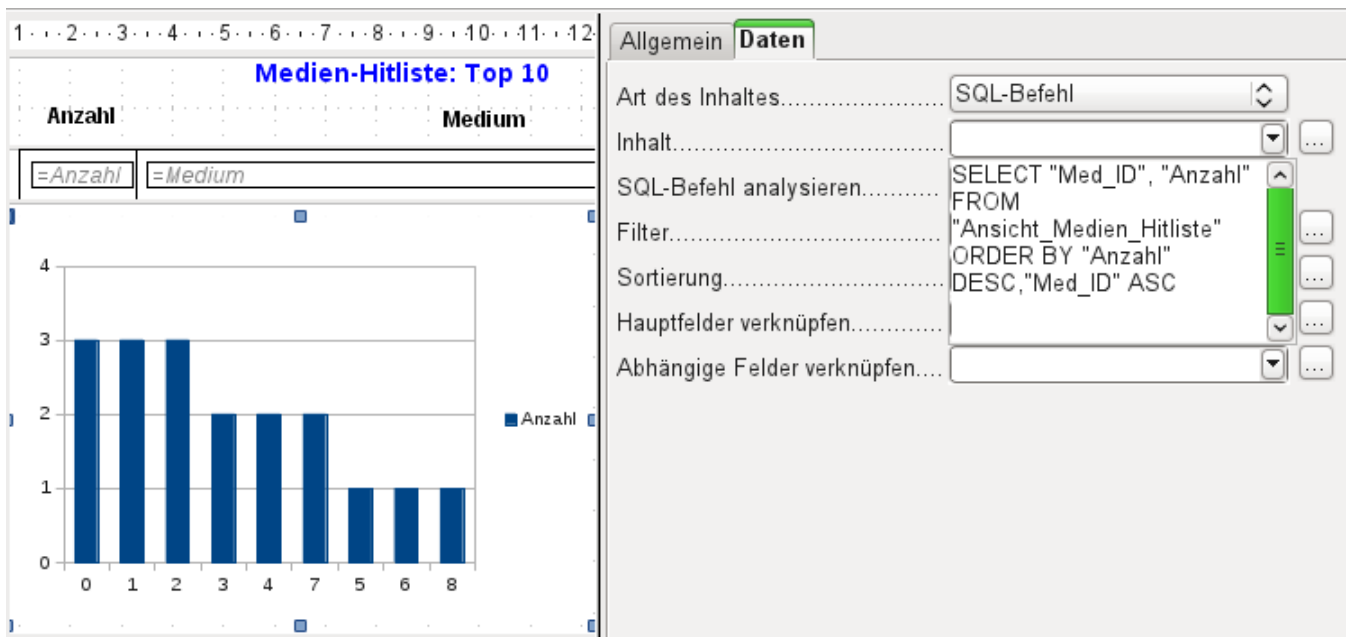 1 2 3 4 5 6 7 8 9 10 11 12
Medien-Hitliste: Top 10
Anzahl Medium
=Anzahl =Medium
4
3
2
1
0
0 1 2 3 4 7 5 6 8
Anzahl
Allgemein Daten
Art des Inhaltes....................... SQL-Befehl
Inhalt.................................... ...
SQL-Befehl analysieren...........
Filter.................................... ...
Sortierung.............................. ...
Hauptfelder verknüpfen............. ...
Abhängige Felder verknüpfen.... ...
SELECT "Med_ID", "Anzahl"
FROM
"Ansicht_Medien_Hitliste"
ORDER BY "Anzahl"
DESC,"Med_ID" ASC